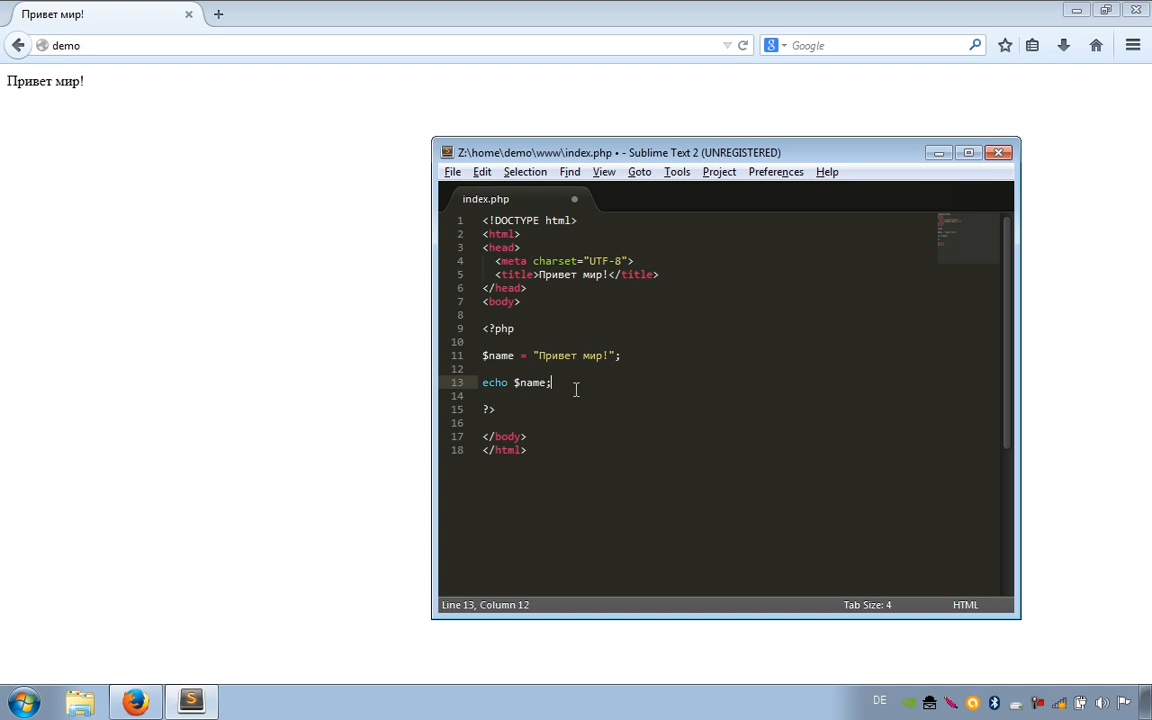 Привет мир!
demo
Google
Привет мир!
Z:\home\demo\www\index.php • - Sublime Text 2 (UNREGISTERED)
File Edit Selection Find View Goto Tools Project Preferences Help
index.php
1 <!DOCTYPE html>
2 <html>
3 <head>
4 <meta charset="UTF-8">
5 <title>Привет мир!</title>
6 </head>
7 <body>
8
9 <?php
10
11 $name = "Привет мир!";
12
13 echo $name;
14
15 ?>
16
17 </body>
18 </html>
Line 13, Column 12 Tab Size: 4 HTML
DE